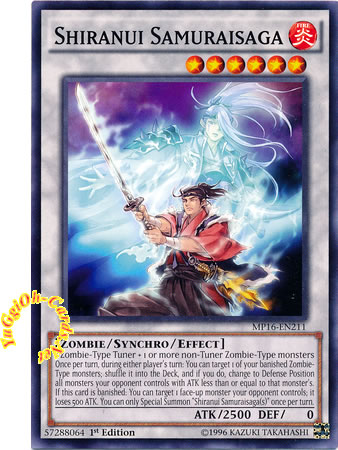 SHIRANUI SAMURAISAGA
炎
MP16-EN211
[ZOMBIE/SYNCHRO/EFFECT]
1 Zombie-Type Tuner + 1 or more non-Tuner Zombie-Type monsters
Once per turn, during either player's turn: You can target 1 of your banished Zombie-
Type monsters; shuffle it into the Deck, and if you do, change to Defense Position
all monsters your opponent controls with ATK less than or equal to that monster's.
If this card is banished: You can target 1 face-up monster your opponent controls; it
loses 500 ATK. You can only Special Summon "Shiranui Samuraisaga(s)" once per turn.
ATK/2500 DEF/ 0
57288064 1st Edition ©1996 KAZUKI TAKAHASHI
YuGiOh-Cards.Net